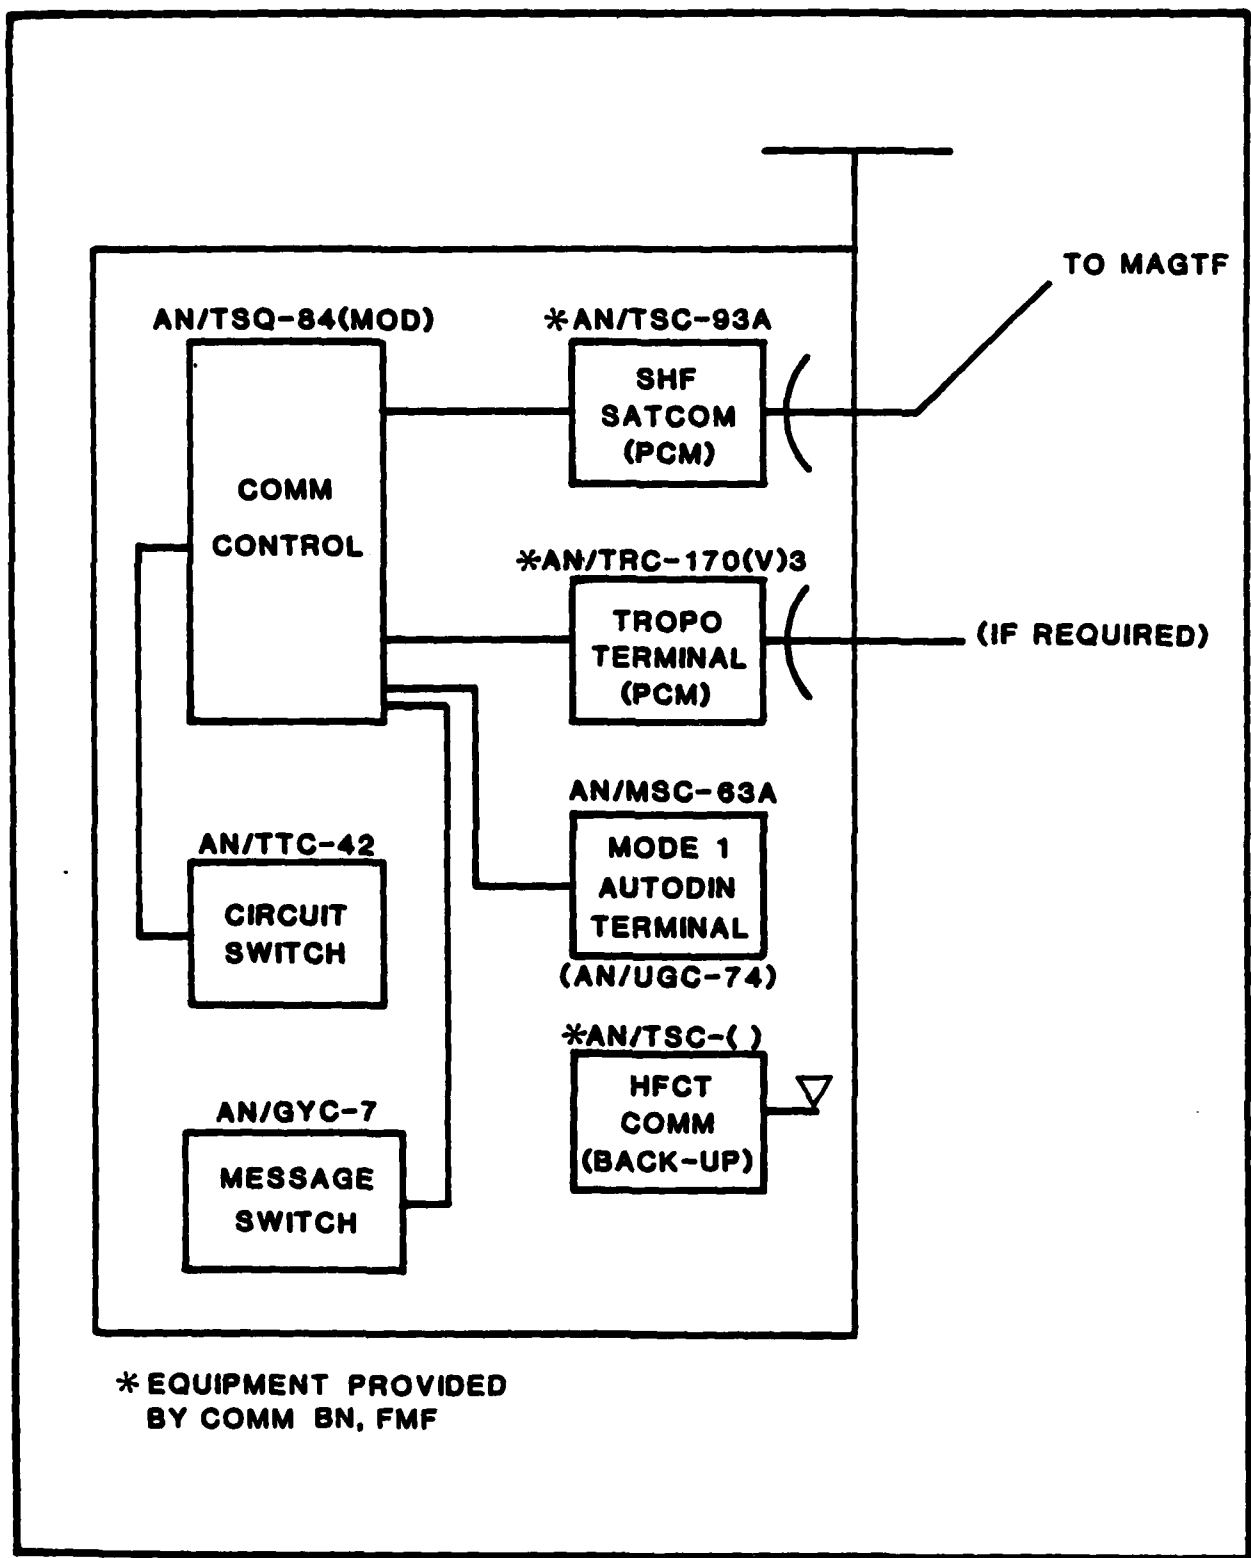 TO MAGTF
AN/TSQ-84(MOD)
*AN/TSC-93A
SHF
SATCOM
(PCM)
COMM
CONTROL
*AN/TRC-170(V)3
TROPO
TERMINAL
(PCM)
(IF REQUIRED)
AN/MSC-63A
MODE 1
AUTODIN
TERMINAL
(AN/UGC-74)
AN/TTC-42
CIRCUIT
SWITCH
*AN/TSC-( )
HFCT
COMM
(BACK-UP)
AN/GYC-7
MESSAGE
SWITCH
* EQUIPMENT PROVIDED
BY COMM BN, FMF